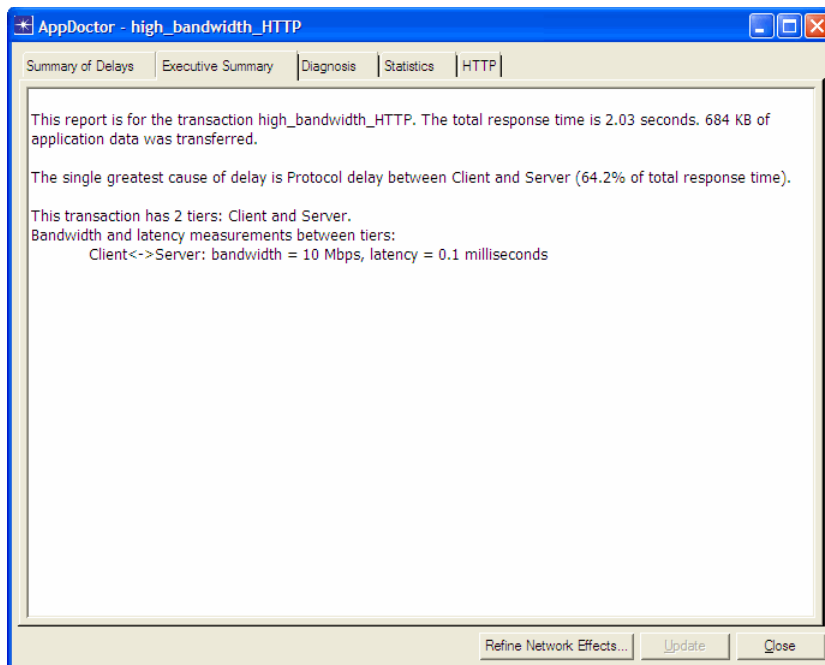 AppDoctor - high_bandwidth_HTTP
Summary of Delays Executive Summary Diagnosis Statistics HTTP
This report is for the transaction high_bandwidth_HTTP. The total response time is 2.03 seconds. 684 KB of
application data was transferred.
The single greatest cause of delay is Protocol delay between Client and Server (64.2% of total response time).
This transaction has 2 tiers: Client and Server.
Bandwidth and latency measurements between tiers:
Client<->Server: bandwidth = 10 Mbps, latency = 0.1 milliseconds
Refine Network Effects... Update Close